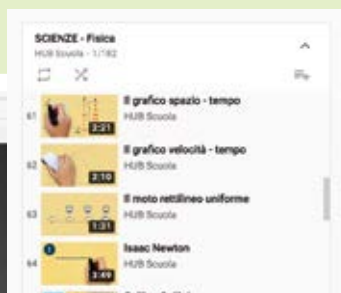 SCIENZE - Fisica
HUB Scuola - 1/182
61
Il grafico spazio - tempo
HUB Scuola
3:21
62
Il grafico velocità - tempo
HUB Scuola
2:10
63
Il moto rettilineo uniforme
HUB Scuola
1:31
64
Isaac Newton
HUB Scuola
3:49